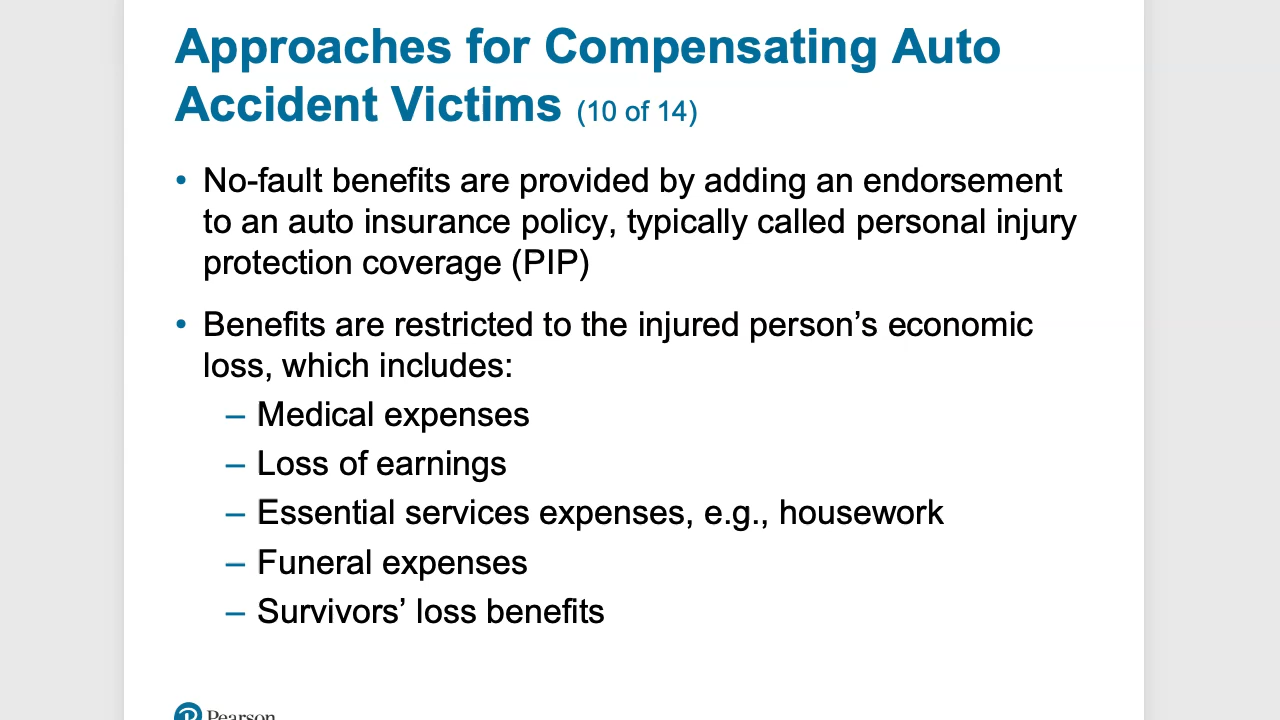 Approaches for Compensating Auto
Accident Victims (10 of 14)
• No-fault benefits are provided by adding an endorsement
to an auto insurance policy, typically called personal injury
protection coverage (PIP)
• Benefits are restricted to the injured person’s economic
loss, which includes:
– Medical expenses
– Loss of earnings
– Essential services expenses, e.g., housework
– Funeral expenses
– Survivors’ loss benefits
Pearson